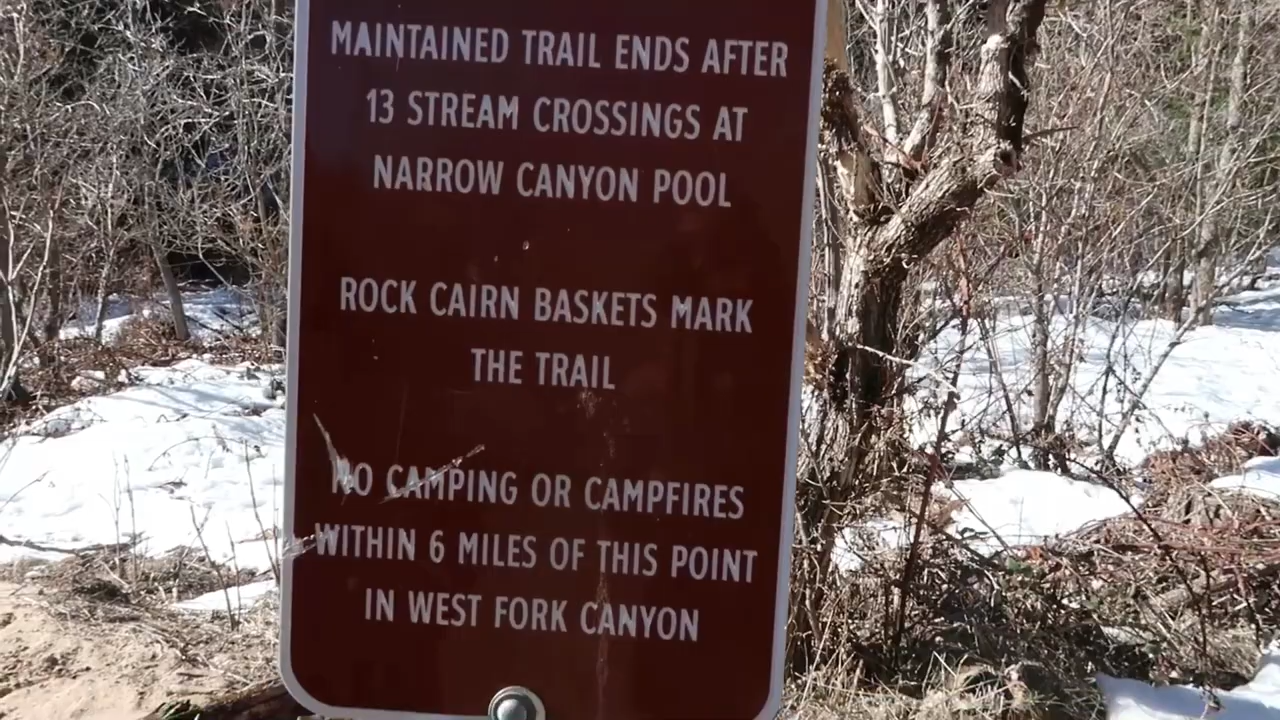 MAINTAINED TRAIL ENDS AFTER
13 STREAM CROSSINGS AT
NARROW CANYON POOL
ROCK CAIRN BASKETS MARK
THE TRAIL
NO CAMPING OR CAMPFIRES
WITHIN 6 MILES OF THIS POINT
IN WEST FORK CANYON